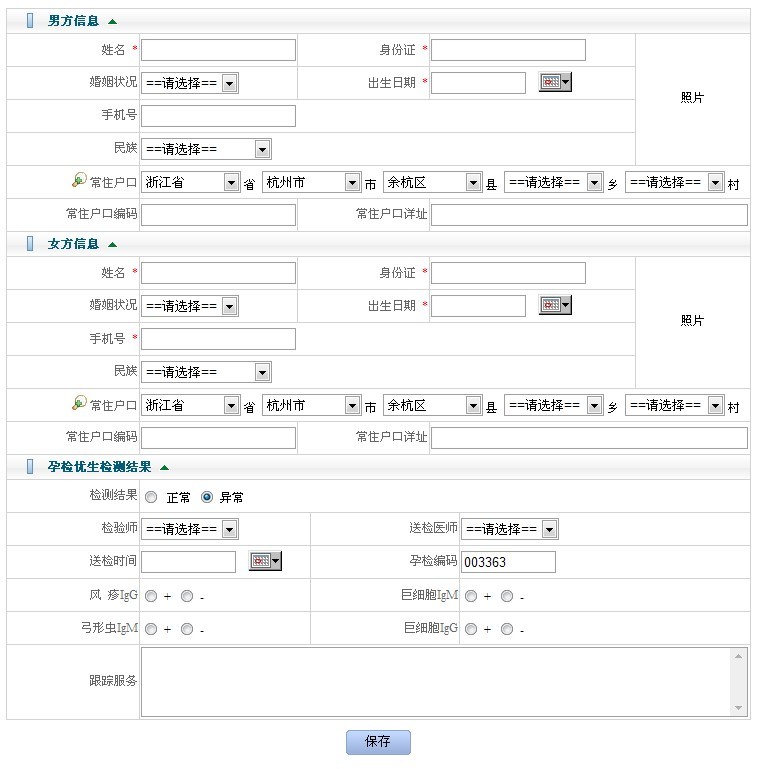 男方信息
姓名 * 身份证 *
照片
婚姻状况 ==请选择== 出生日期 *
手机号
民族 ==请选择==
常住户口 浙江省 省 杭州市 市 余杭区 县 ==请选择== 乡 ==请选择== 村
常住户口编码 常住户口详址
女方信息
姓名 * 身份证 *
照片
婚姻状况 ==请选择== 出生日期 *
手机号 *
民族 ==请选择==
常住户口 浙江省 省 杭州市 市 余杭区 县 ==请选择== 乡 ==请选择== 村
常住户口编码 常住户口详址
孕检优生检测结果
检测结果 正常 异常
检验师 ==请选择== 送检医师 ==请选择==
送检时间 孕检编码 003363
风 疹IgG + - 巨细胞IgM + -
弓形虫IgM + - 巨细胞IgG + -
跟踪服务
保存